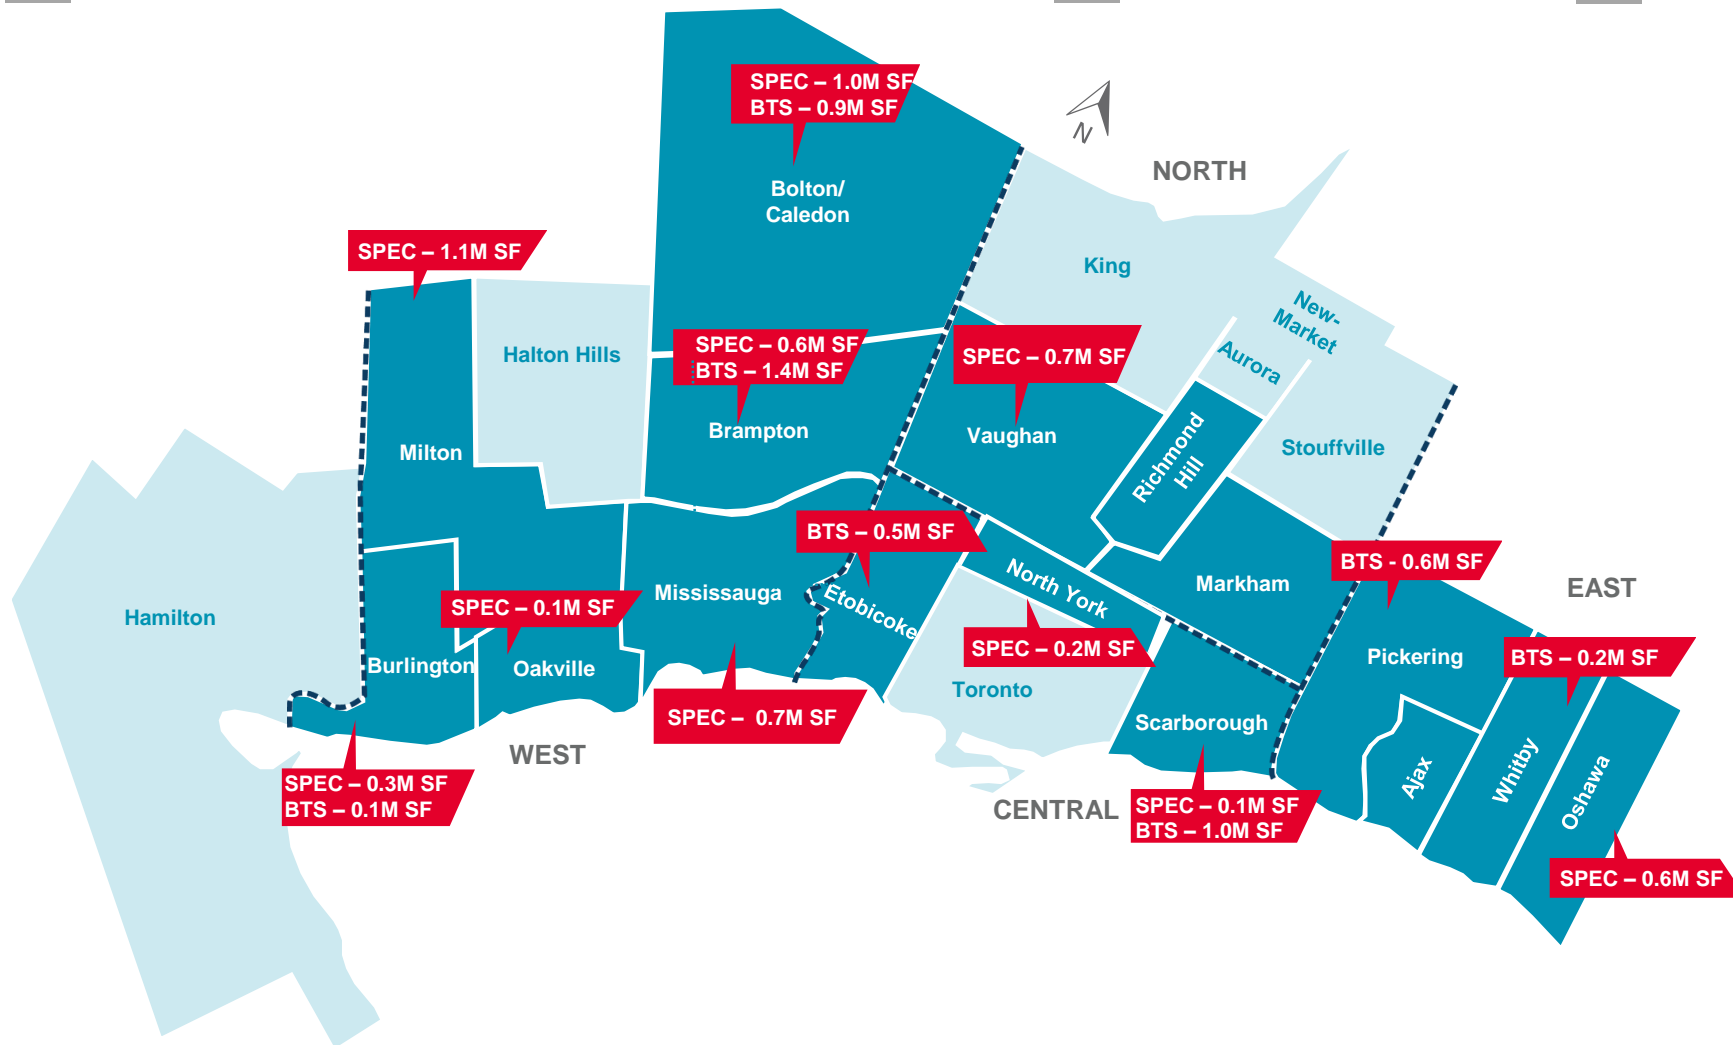 SPEC – 1.0M SF
BTS – 0.9M SF
N
NORTH
Bolton/
Caledon
SPEC – 1.1M SF
King
New-
Market
Aurora
Halton Hills
SPEC – 0.6M SF
BTS – 1.4M SF
SPEC – 0.7M SF
Brampton
Vaughan
Richmond
Hill
Stouffville
Milton
BTS – 0.5M SF
BTS - 0.6M SF
EAST
North York
Markham
Mississauga
Etobicoke
SPEC – 0.1M SF
Hamilton
SPEC – 0.2M SF
Pickering
BTS – 0.2M SF
Burlington
Oakville
Toronto
SPEC –  0.7M SF
Scarborough
WEST
Ajax
Whitby
Oshawa
SPEC – 0.3M SF
BTS – 0.1M SF
CENTRAL
SPEC – 0.1M SF
BTS – 1.0M SF
SPEC – 0.6M SF